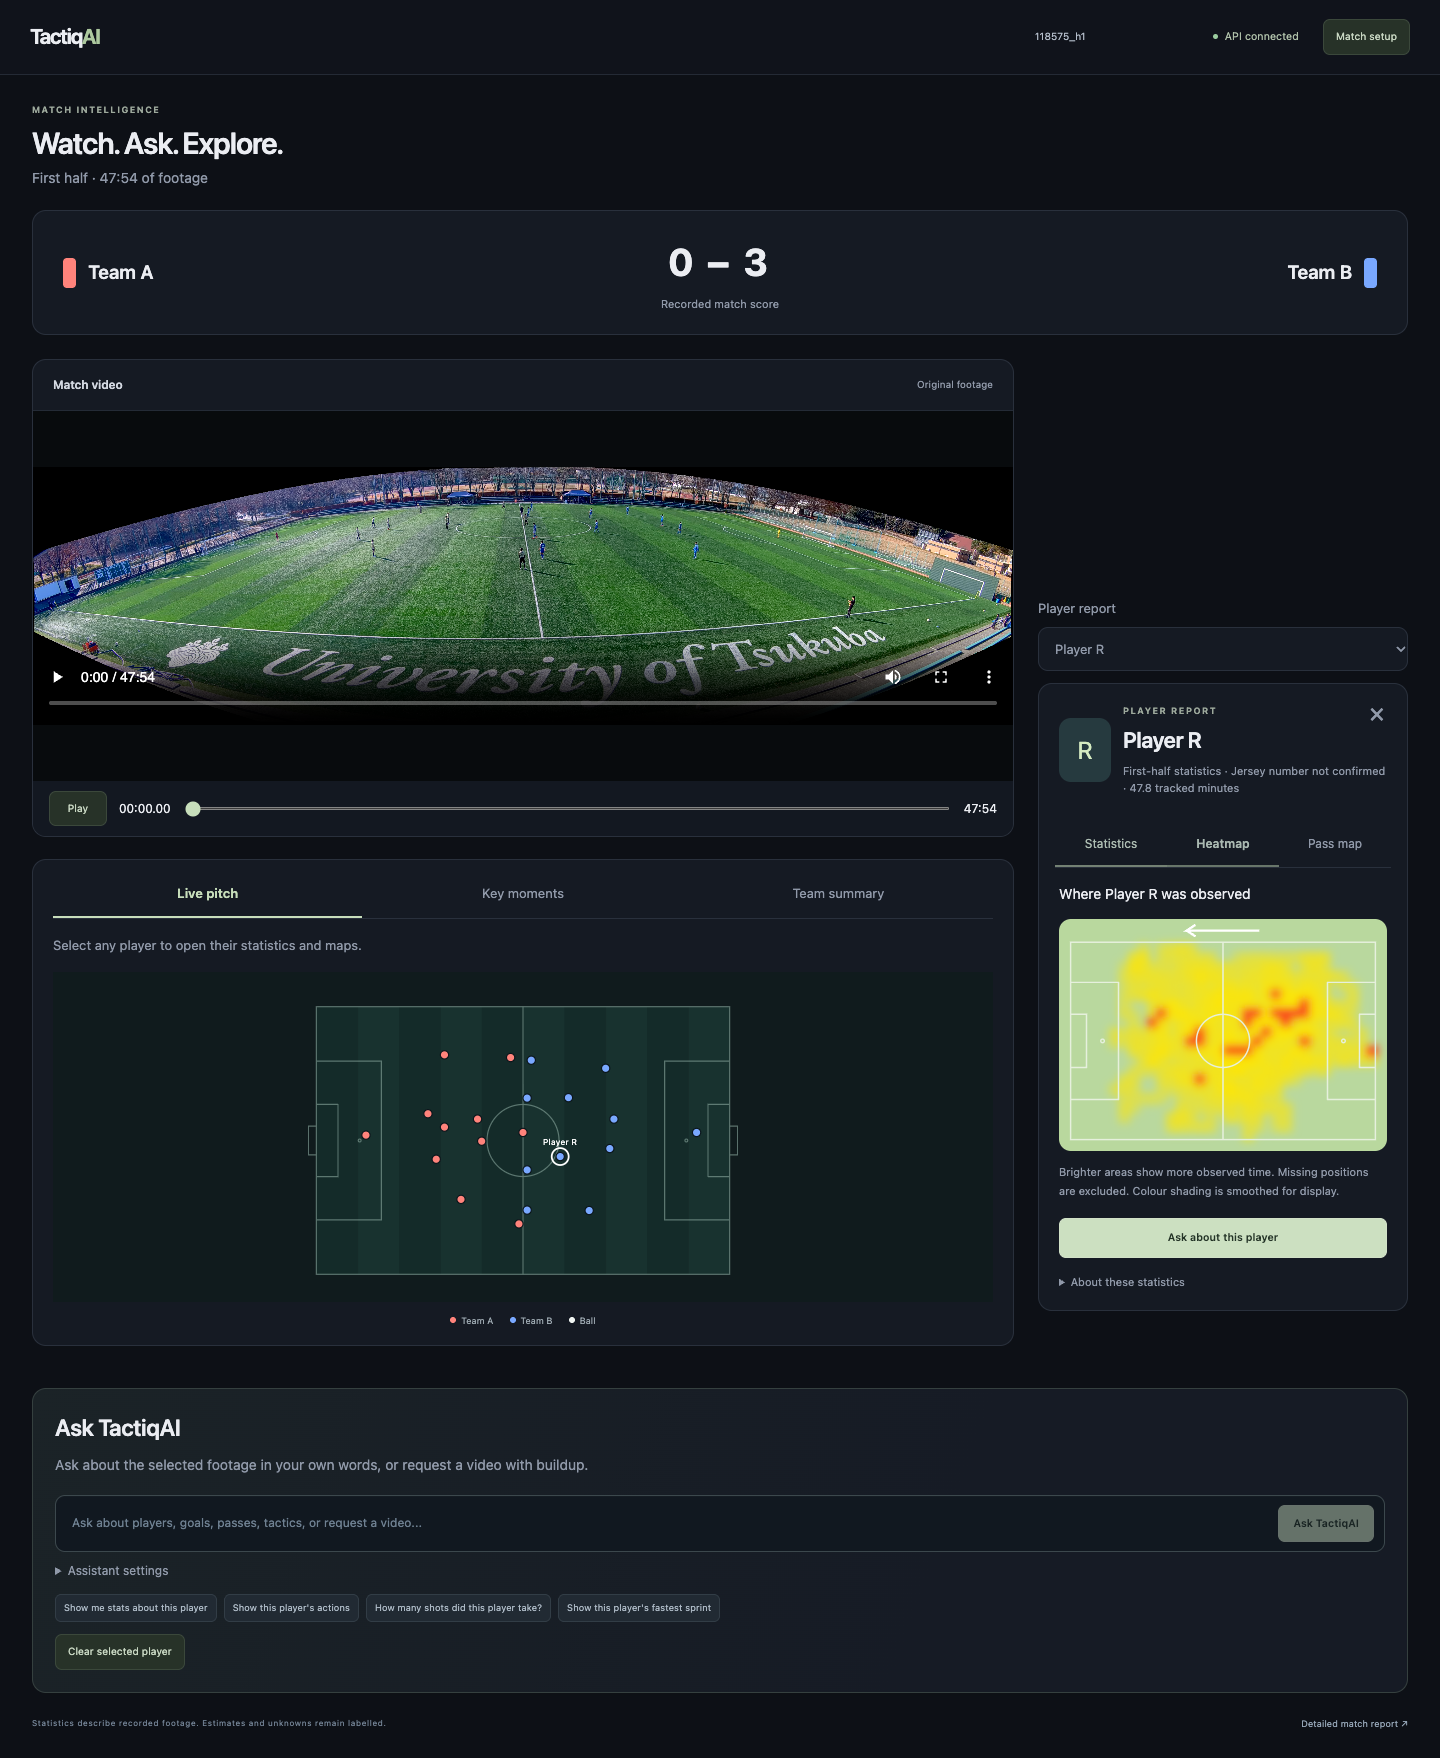 TactiqAI
118575_h1
API connected
Match setup
MATCH INTELLIGENCE
Watch. Ask. Explore.
First half · 47:54 of footage
Team A
0 – 3
Recorded match score
Team B
Match video
Original footage
University of Tsukuba
0:00 / 47:54
Play
00:00.00
47:54
Live pitch
Key moments
Team summary
Select any player to open their statistics and maps.
Player R
Team A
Team B
Ball
Player report
Player R
R
PLAYER REPORT
Player R
First-half statistics · Jersey number not confirmed
· 47.8 tracked minutes
Statistics
Heatmap
Pass map
Where Player R was observed
Brighter areas show more observed time. Missing positions
are excluded. Colour shading is smoothed for display.
Ask about this player
About these statistics
Ask TactiqAI
Ask about the selected footage in your own words, or request a video with buildup.
Ask about players, goals, passes, tactics, or request a video...
Ask TactiqAI
Assistant settings
Show me stats about this player
Show this player's actions
How many shots did this player take?
Show this player's fastest sprint
Clear selected player
Statistics describe recorded footage. Estimates and unknowns remain labelled.
Detailed match report ↗